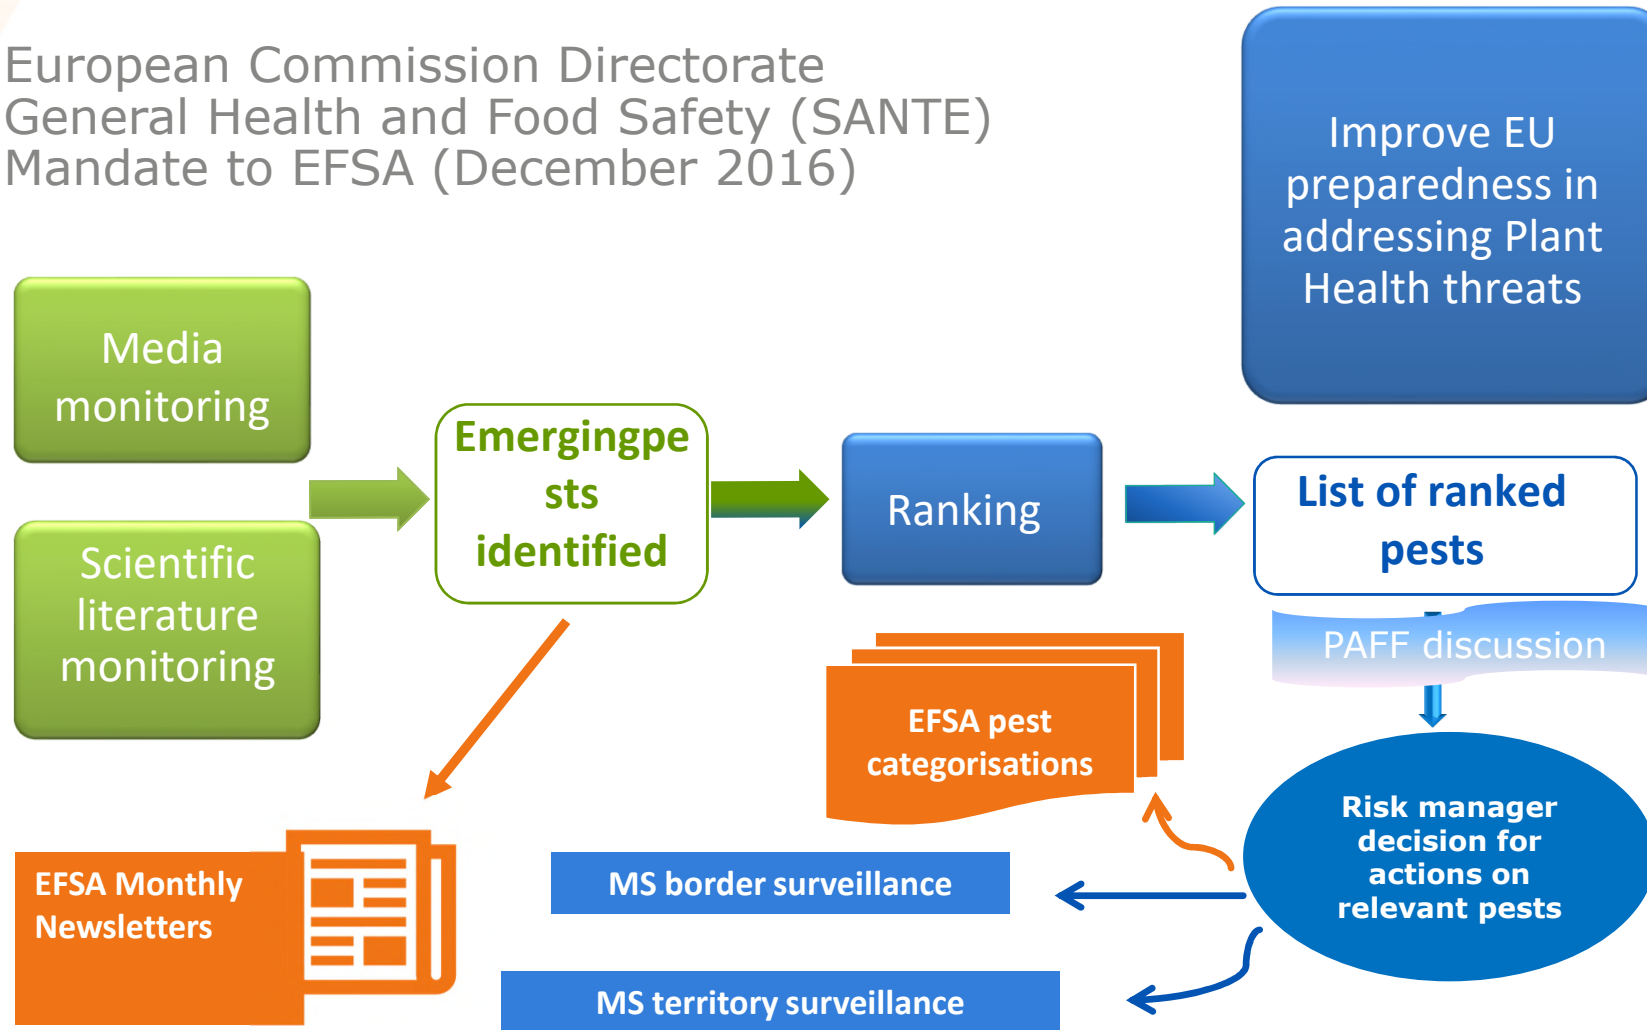 European Commission Directorate
General Health and Food Safety (SANTE)
Mandate to EFSA (December 2016)
Improve EU
preparedness in
addressing Plant
Health threats
Media
monitoring
Scientific
literature
monitoring
Emergingpe
sts
identified
Ranking
List of ranked
pests
PAFF discussion
EFSA pest
categorisations
Risk manager
decision for
actions on
relevant pests
EFSA Monthly
Newsletters
MS border surveillance
MS territory surveillance